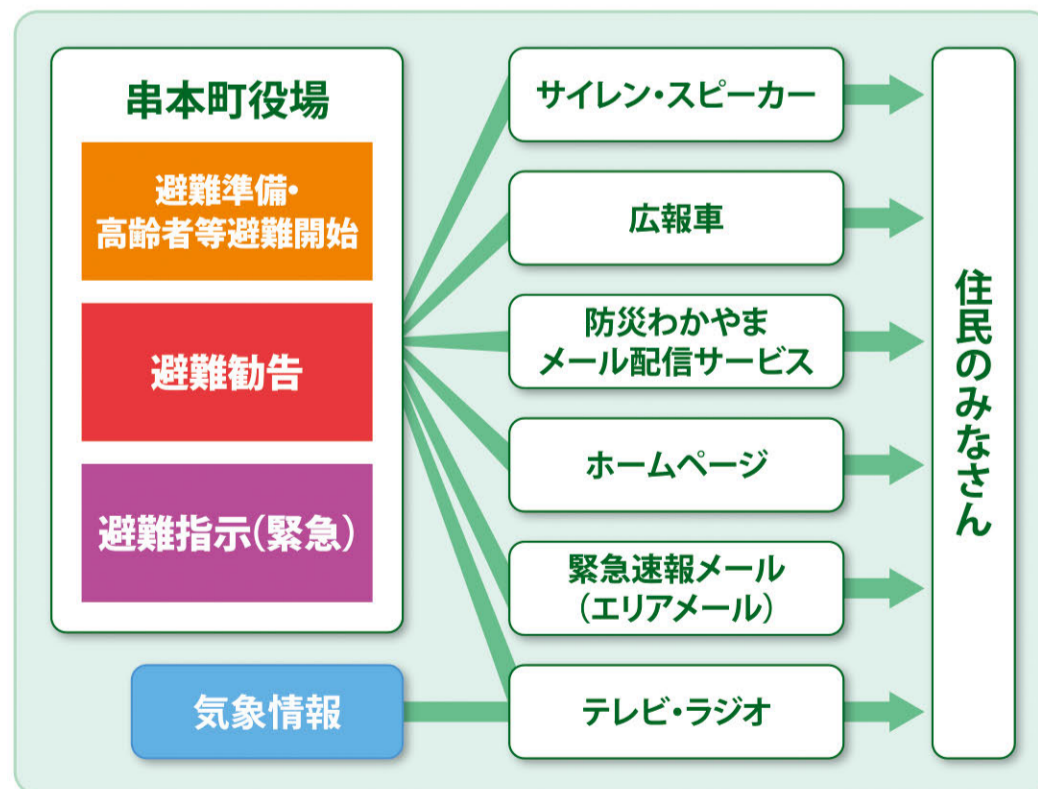 串本町役場
避難準備・
高齢者等避難開始
避難勧告
避難指示(緊急)
気象情報
サイレン・スピーカー
広報車
防災わかやま
メール配信サービス
ホームページ
緊急速報メール
(エリアメール)
テレビ・ラジオ
住民のみなさん